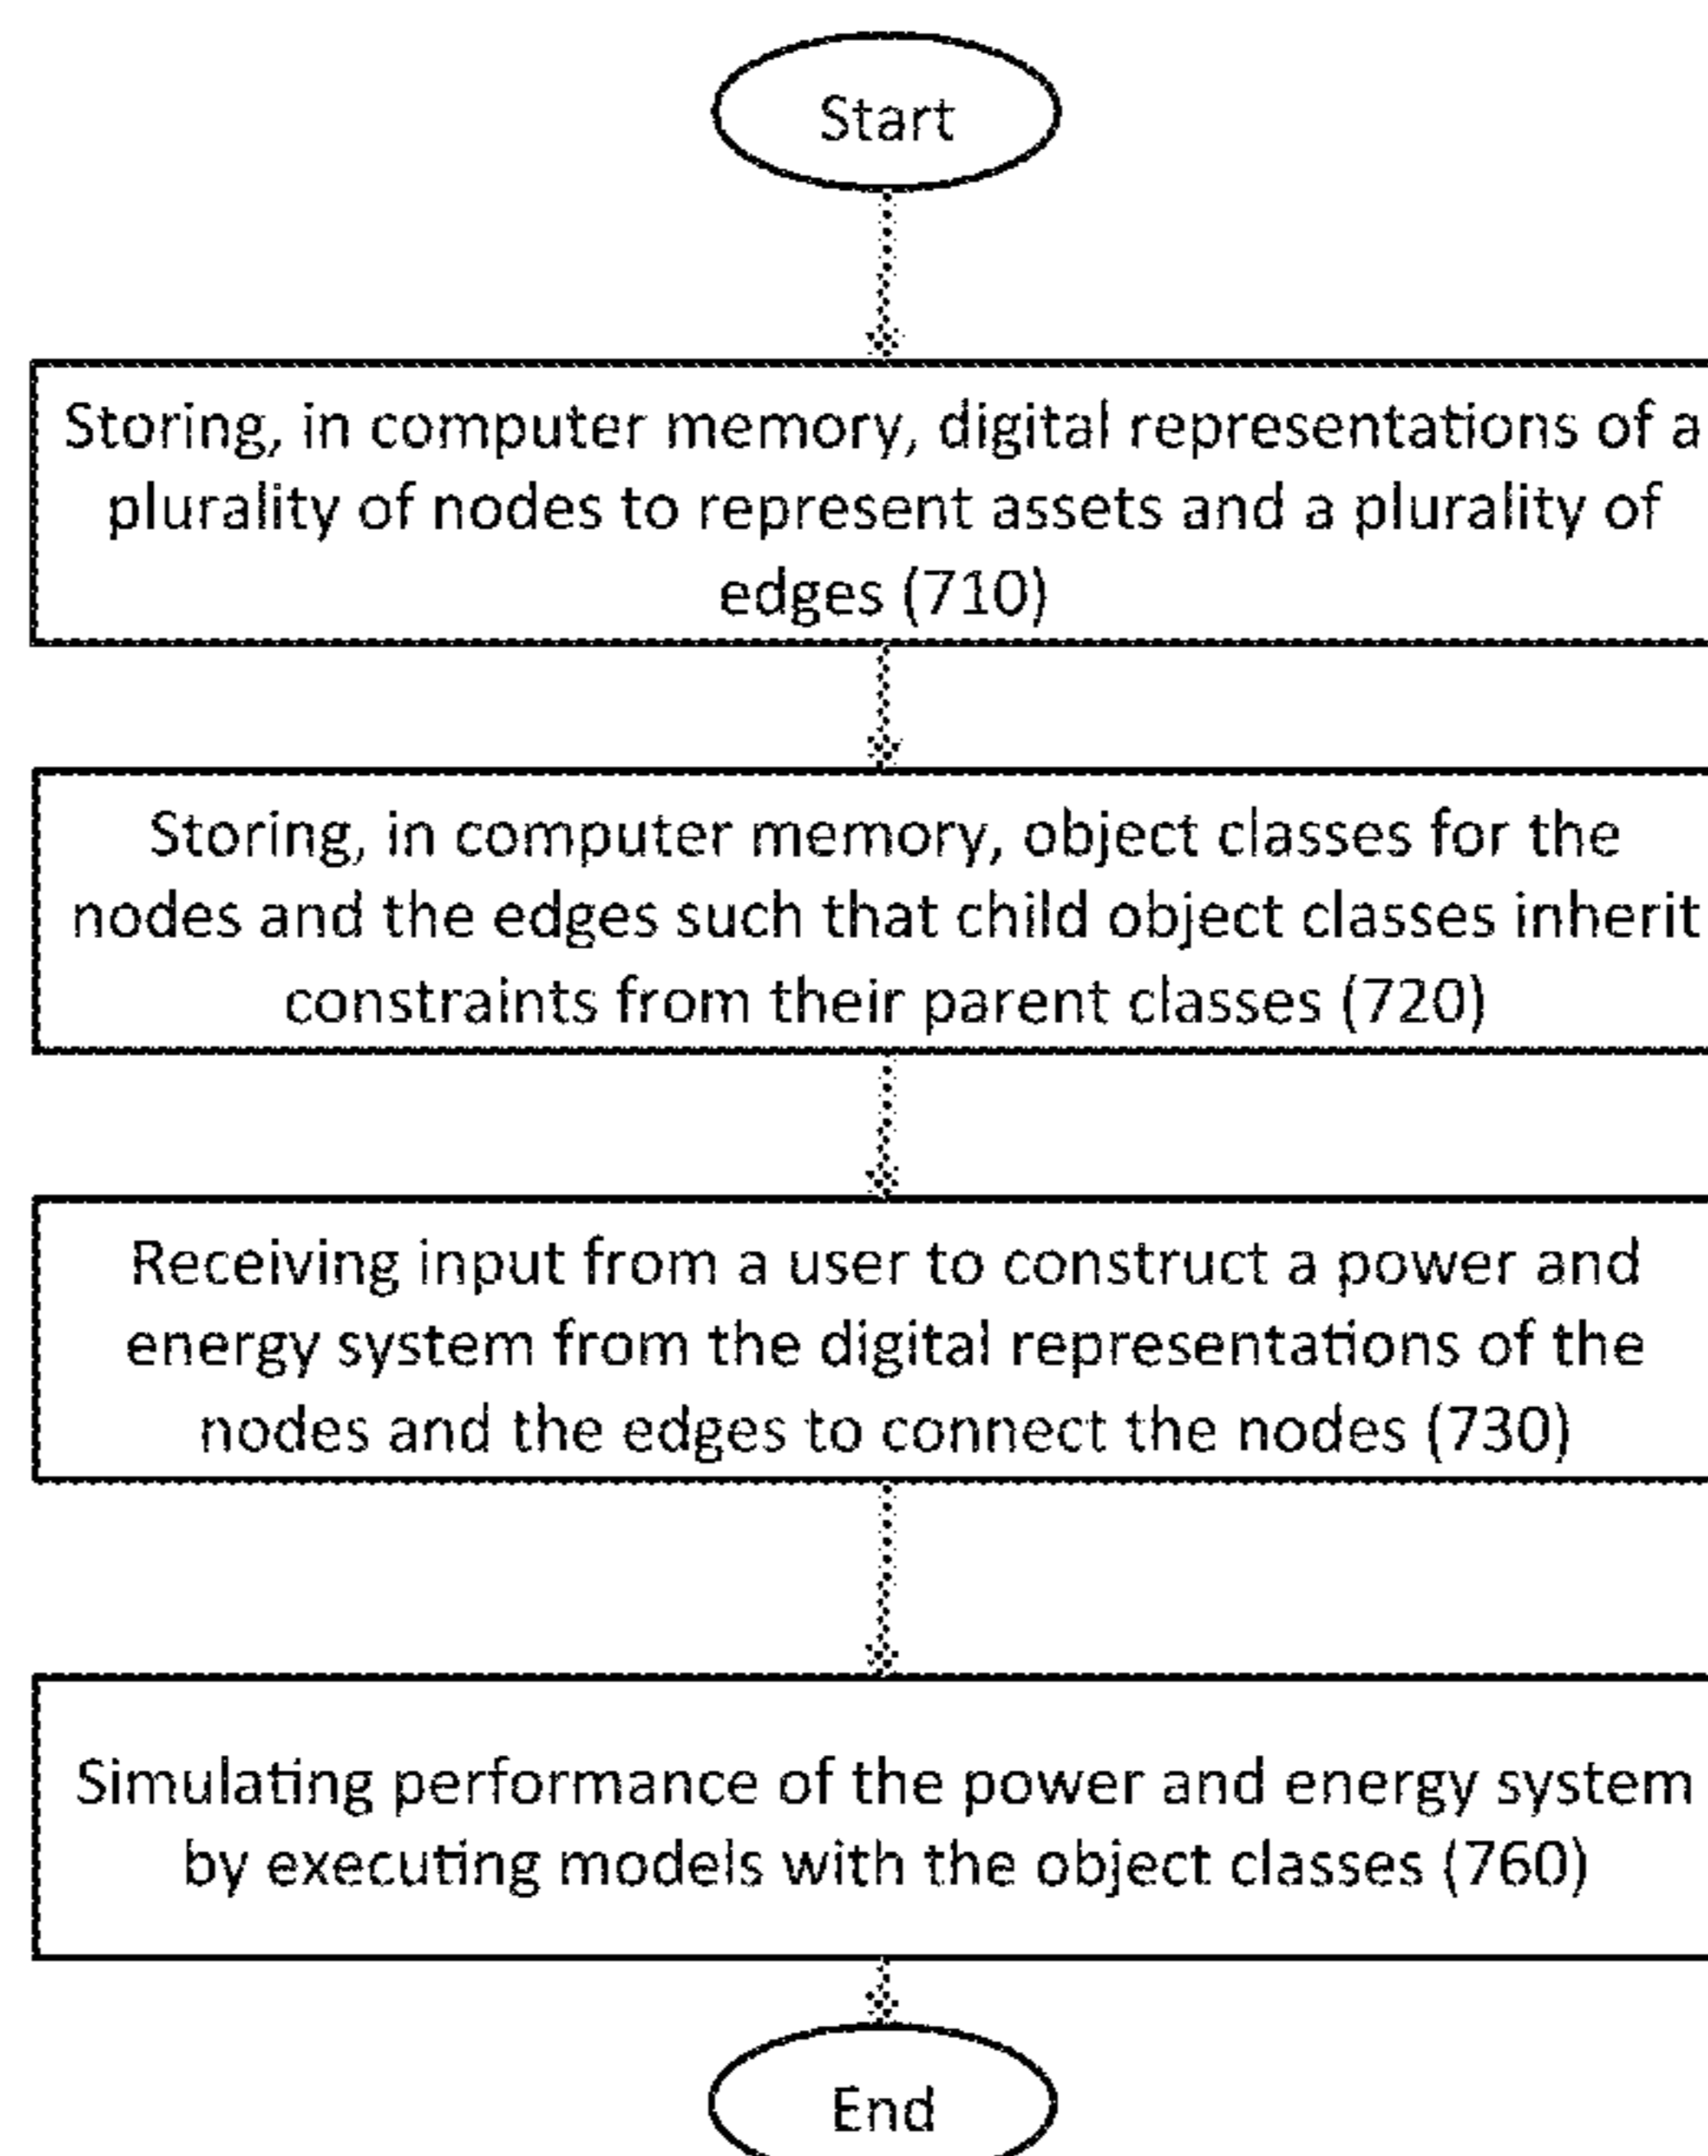 Start
Storing, in computer memory, digital representations of a
plurality of nodes to represent assets and a plurality of
edges (710)
Storing, in computer memory, object classes for the
nodes and the edges such that child object classes inherit
constraints from their parent classes (720)
Receiving input from a user to construct a power and
energy system from the digital representations of the
nodes and the edges to connect the nodes (730)
Simulating performance of the power and energy system
by executing models with the object classes (760)
End